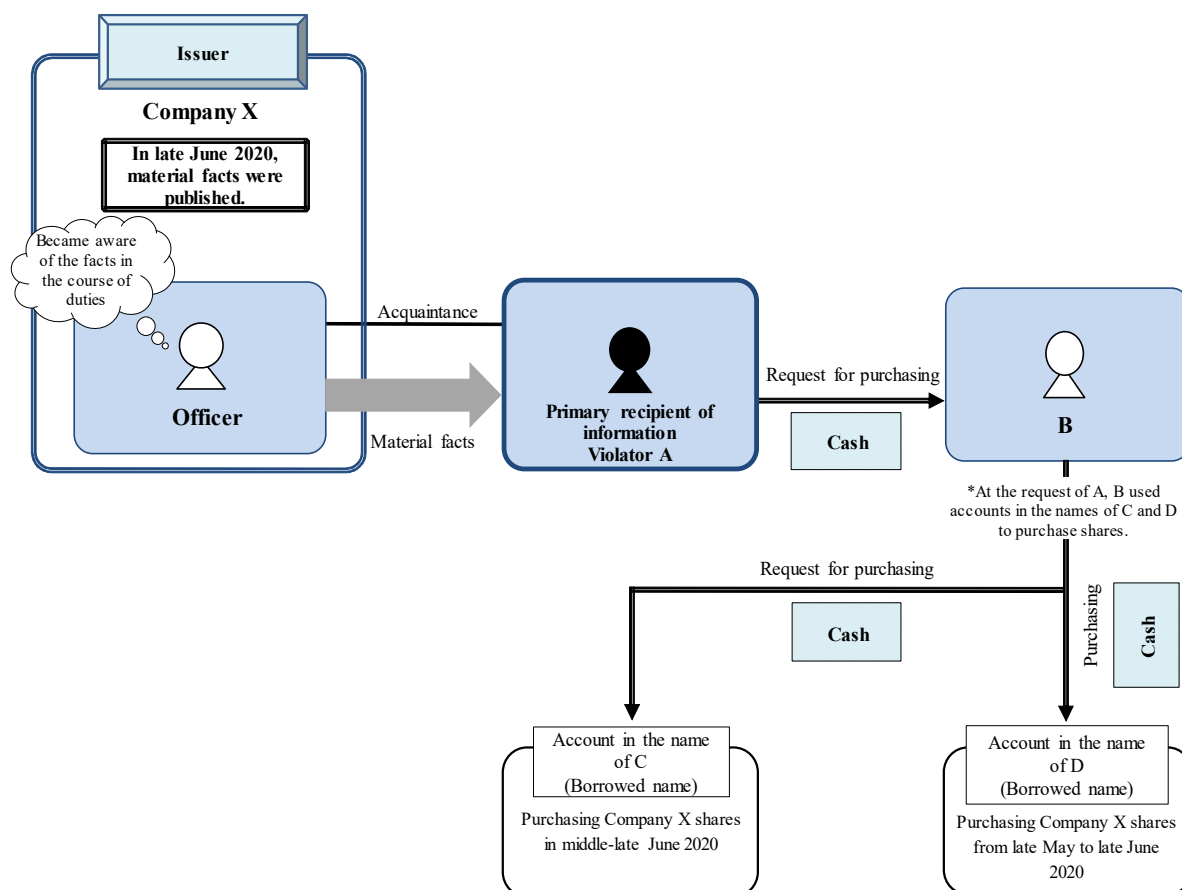 Issuer
Company X
In late June 2020,
material facts were
published.
Became aware
of the facts in
the course of
duties
Officer
Acquaintance
Material facts
Primary recipient of
information
Violator A
Request for purchasing
Cash
B
*At the request of A, B used
accounts in the names of C and D
to purchase shares.
Request for purchasing
Cash
Purchasing
Cash
Account in the name
of C
(Borrowed name)
Purchasing Company X shares
in middle-late June 2020
Account in the name
of D
(Borrowed name)
Purchasing Company X shares
from late May to late June
2020